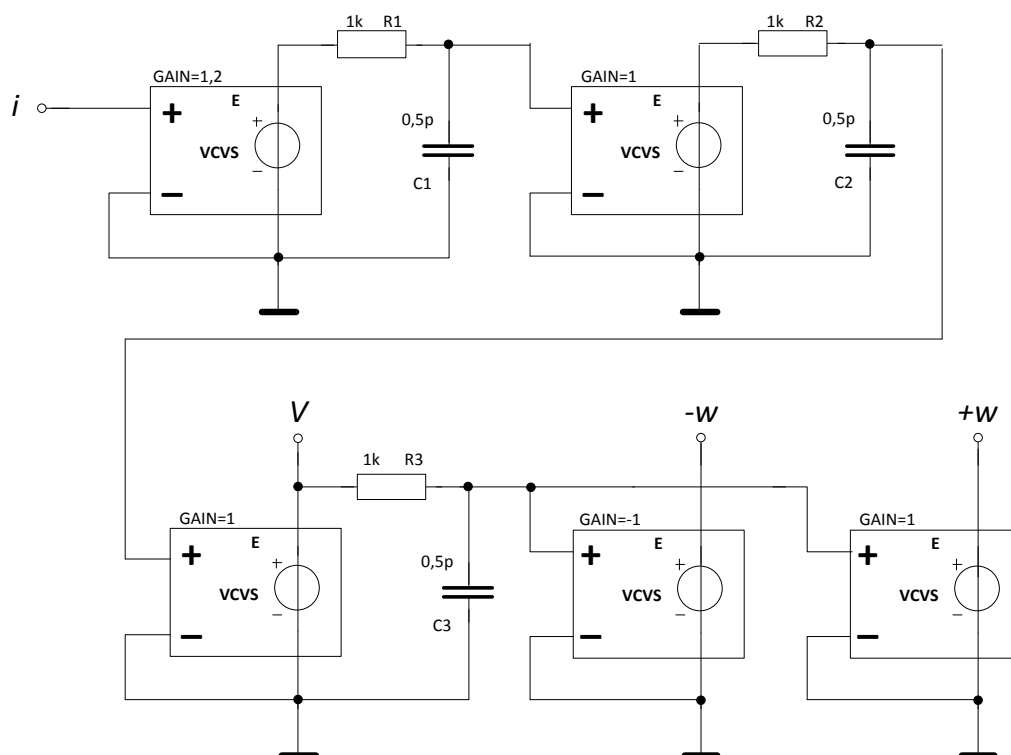 1k R1
1k R2
GAIN=1,2
GAIN=1
i
+
E
+
E
0,5p
0,5p
+
VCVS
+
VCVS
−
−
C1
C2
−
−
V
-w
+w
1k R3
GAIN=1
GAIN=-1
GAIN=1
+
E
+
E
+
E
0,5p
+
VCVS
+
VCVS
+
VCVS
−
−
−
C3
−
−
−